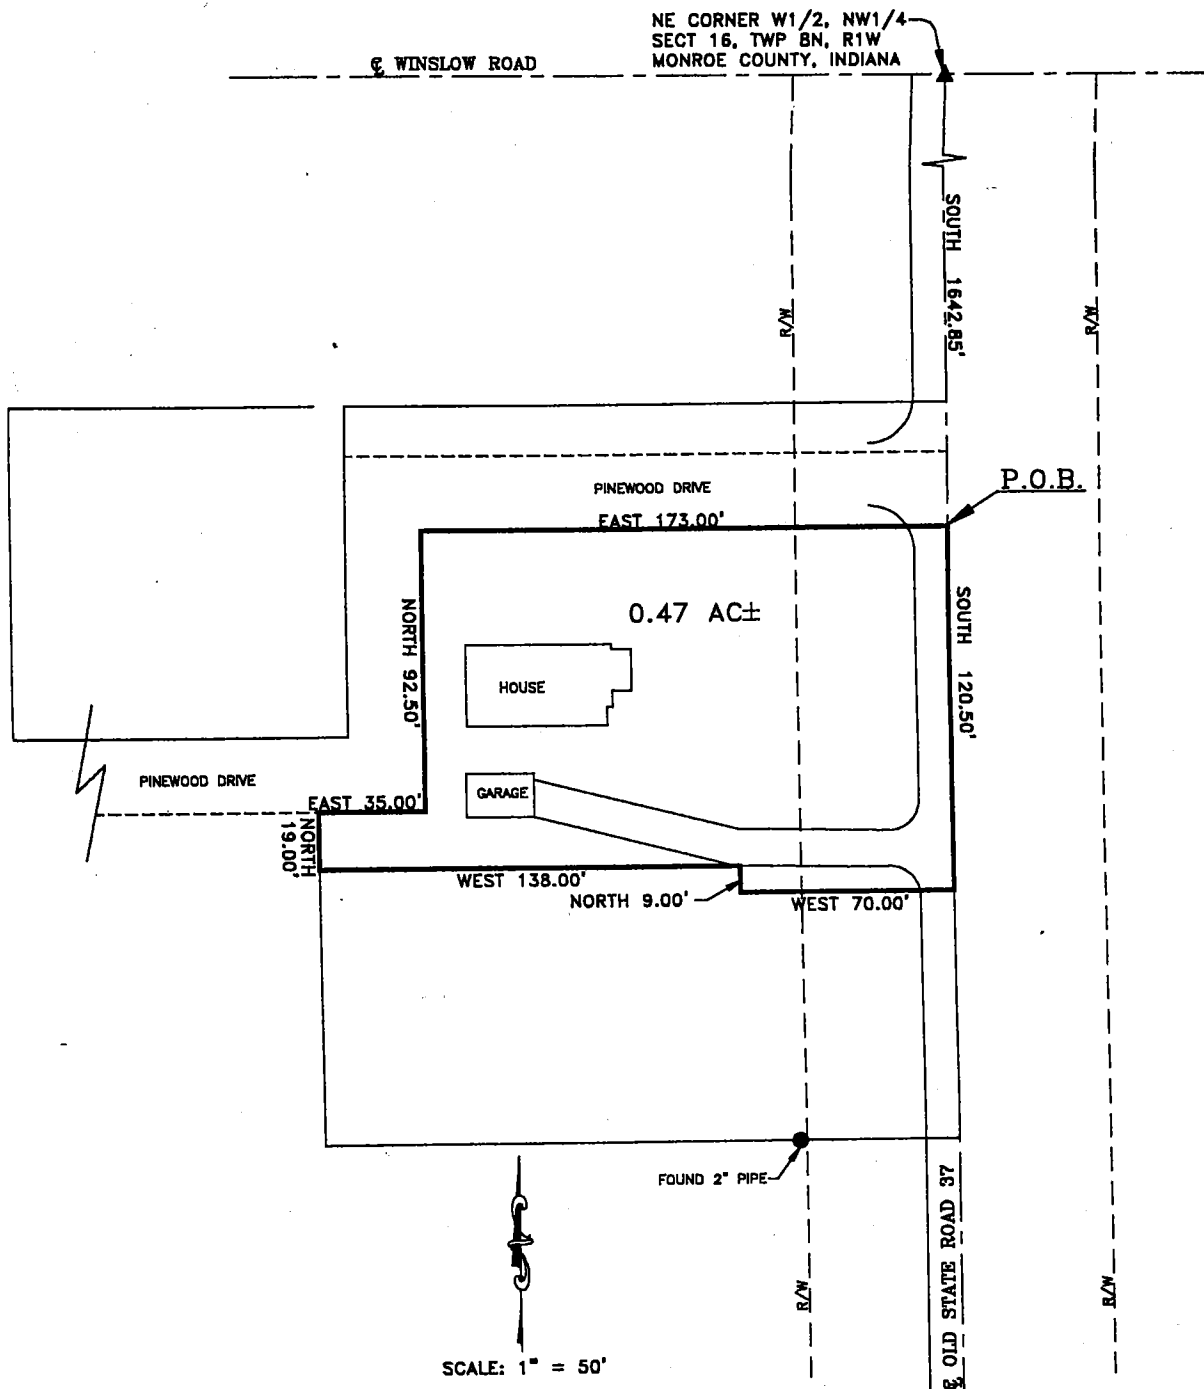 NE CORNER W1/2, NW1/4
SECT 16, TWP 8N, R1W
MONROE COUNTY, INDIANA
℄ WINSLOW ROAD
SOUTH 1642.85'
R/W
R/W
P.O.B.
PINEWOOD DRIVE
EAST 173.00'
0.47 AC±
NORTH 92.50'
SOUTH 120.50'
HOUSE
PINEWOOD DRIVE
GARAGE
EAST 35.00'
NORTH
19.00'
WEST 138.00'
NORTH 9.00'
WEST 70.00'
FOUND 2" PIPE
℄ OLD STATE ROAD 37
R/W
R/W
SCALE: 1" = 50'